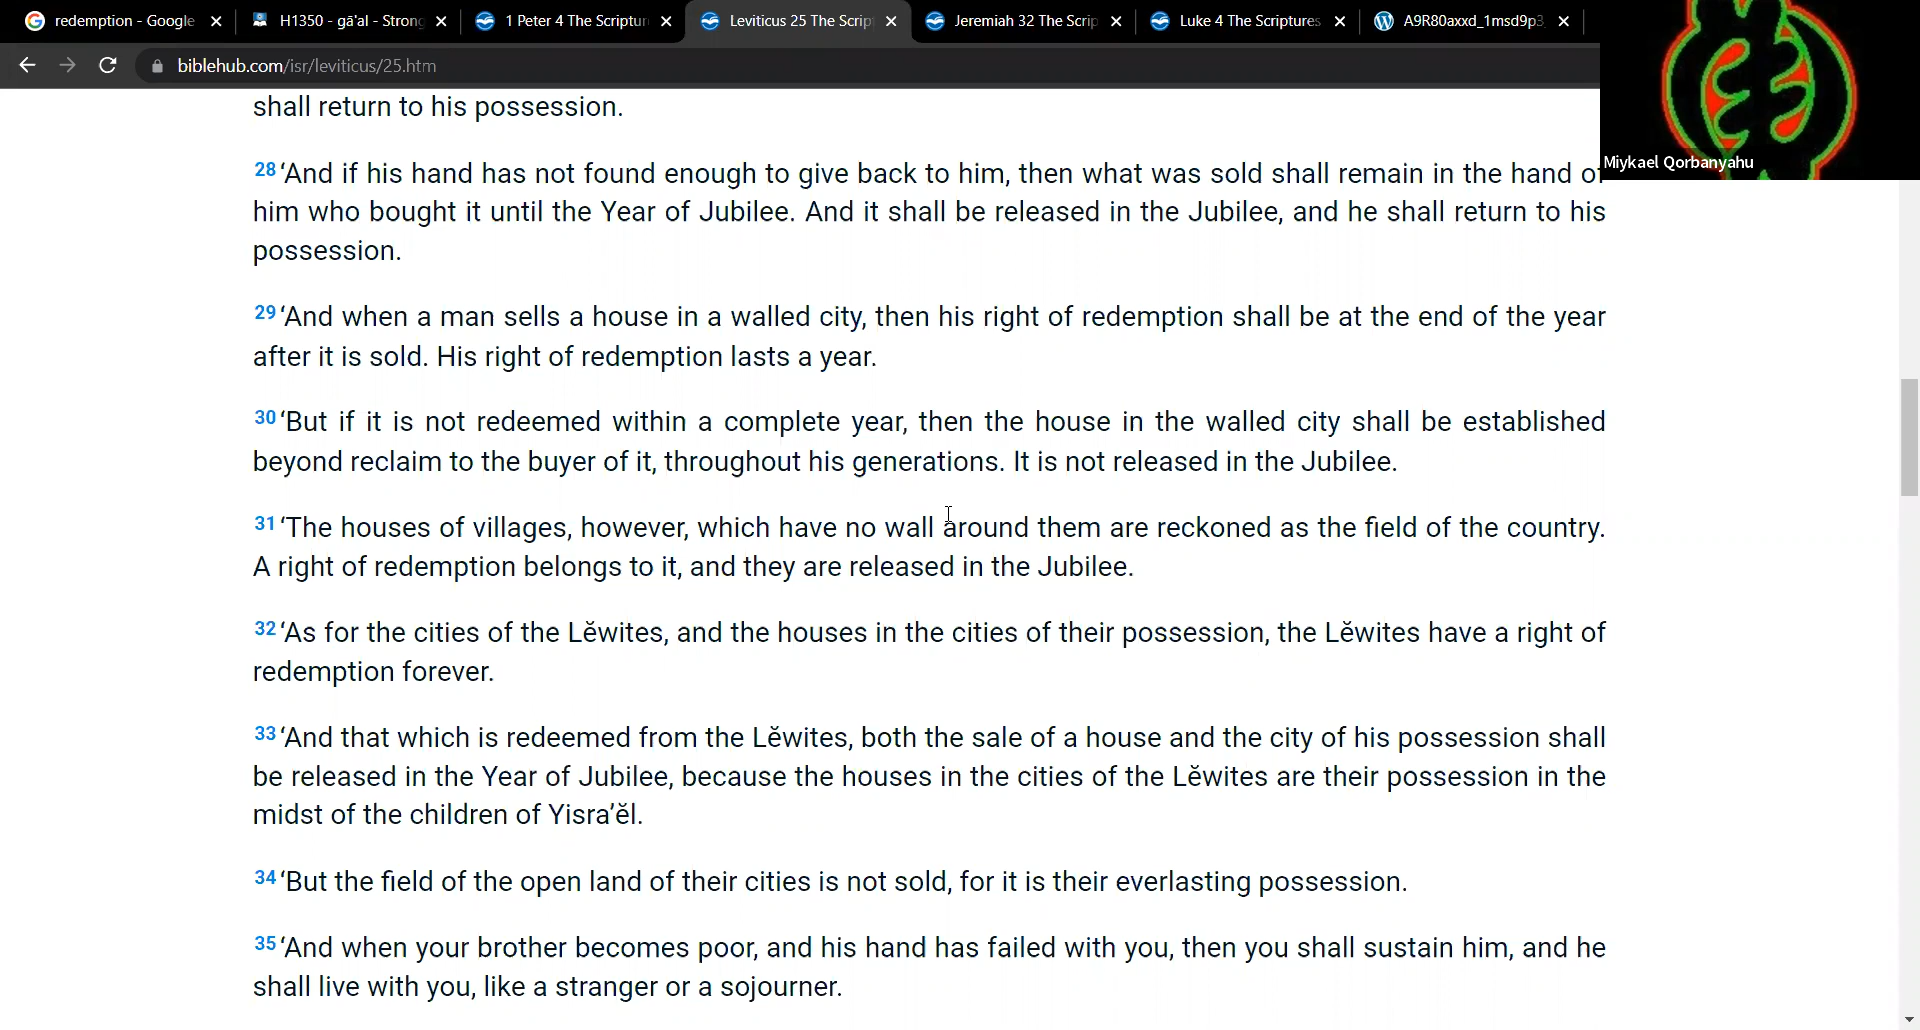 redemption - Google
H1350 - gā'al - Strong
1 Peter 4 The Scriptur
Leviticus 25 The Scrip
Jeremiah 32 The Scrip
Luke 4 The Scriptures
A9R80axxd_1msd9p3
biblehub.com/isr/leviticus/25.htm
Miykael Qorbanyahu
shall return to his possession.
28 ‘And if his hand has not found enough to give back to him, then what was sold shall remain in the hand of
him who bought it until the Year of Jubilee. And it shall be released in the Jubilee, and he shall return to his
possession.
29 ‘And when a man sells a house in a walled city, then his right of redemption shall be at the end of the year
after it is sold. His right of redemption lasts a year.
30 ‘But if it is not redeemed within a complete year, then the house in the walled city shall be established
beyond reclaim to the buyer of it, throughout his generations. It is not released in the Jubilee.
31 ‘The houses of villages, however, which have no wall around them are reckoned as the field of the country.
A right of redemption belongs to it, and they are released in the Jubilee.
32 ‘As for the cities of the Lĕwites, and the houses in the cities of their possession, the Lĕwites have a right of
redemption forever.
33 ‘And that which is redeemed from the Lĕwites, both the sale of a house and the city of his possession shall
be released in the Year of Jubilee, because the houses in the cities of the Lĕwites are their possession in the
midst of the children of Yisra’ĕl.
34 ‘But the field of the open land of their cities is not sold, for it is their everlasting possession.
35 ‘And when your brother becomes poor, and his hand has failed with you, then you shall sustain him, and he
shall live with you, like a stranger or a sojourner.